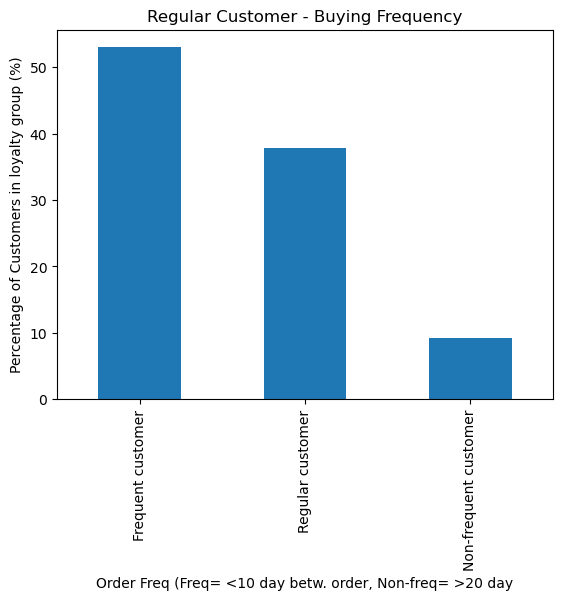 Regular Customer - Buying Frequency
Percentage of Customers in loyalty group (%)
50
40
30
20
10
0
Frequent customer
Regular customer
Non-frequent customer
Order Freq (Freq= <10 day betw. order, Non-freq= >20 day